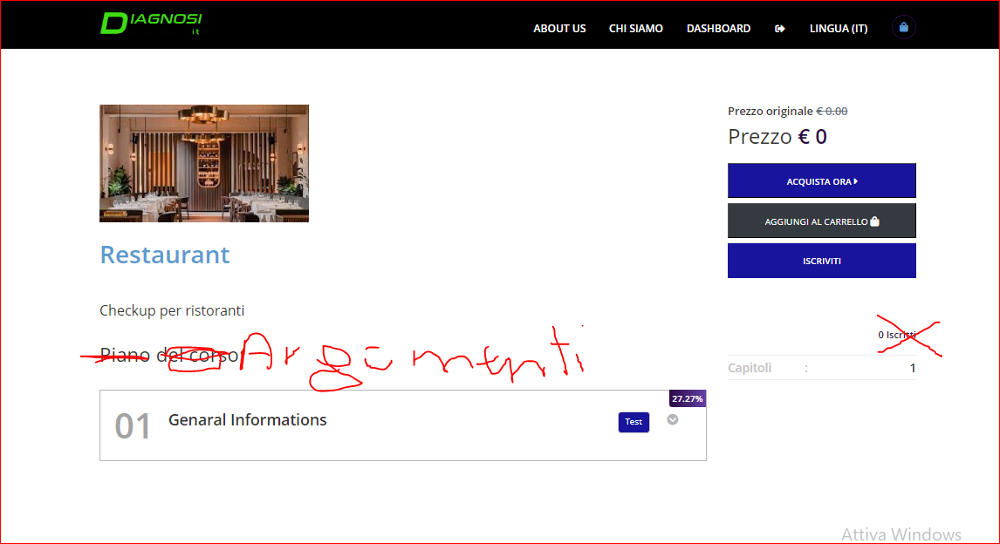 DIAGNOSI
it
ABOUT US CHI SIAMO DASHBOARD LINGUA (IT)
Prezzo originale € 0.00
Prezzo € 0
ACQUISTA ORA
AGGIUNGI AL CARRELLO
ISCRIVITI
Restaurant
Checkup per ristoranti
0 Iscritti
Piano del corso Argomenti
Capitoli : 1
27.27%
01 Genaral Informations Test
Attiva Windows